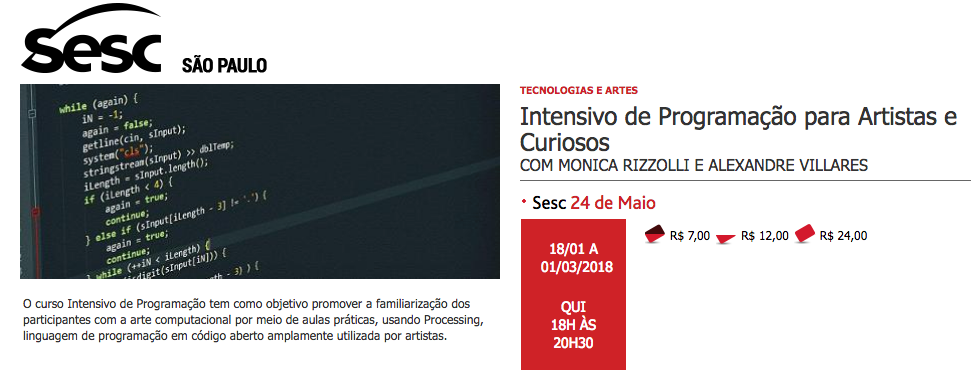 Sesc SÃO PAULO
while (again) {
iN = -1;
again = false;
getline(cin, sInput);
system("cls");
stringstream(sInput) >> dblTemp;
iLength = sInput.length();
if (iLength < 4) {
again = true;
continue;
} else if (sInput[iLength - 3] != '.') {
again = true;
continue;
} while (++iN < iLength) {
isdigit(sInput[iN])) {
- 3) ) {
TECNOLOGIAS E ARTES
Intensivo de Programação para Artistas e
Curiosos
COM MONICA RIZZOLLI E ALEXANDRE VILLARES
• Sesc 24 de Maio
18/01 A
01/03/2018
QUI
18H ÀS
20H30
R$ 7,00 R$ 12,00 R$ 24,00
O curso Intensivo de Programação tem como objetivo promover a familiarização dos
participantes com a arte computacional por meio de aulas práticas, usando Processing,
linguagem de programação em código aberto amplamente utilizada por artistas.